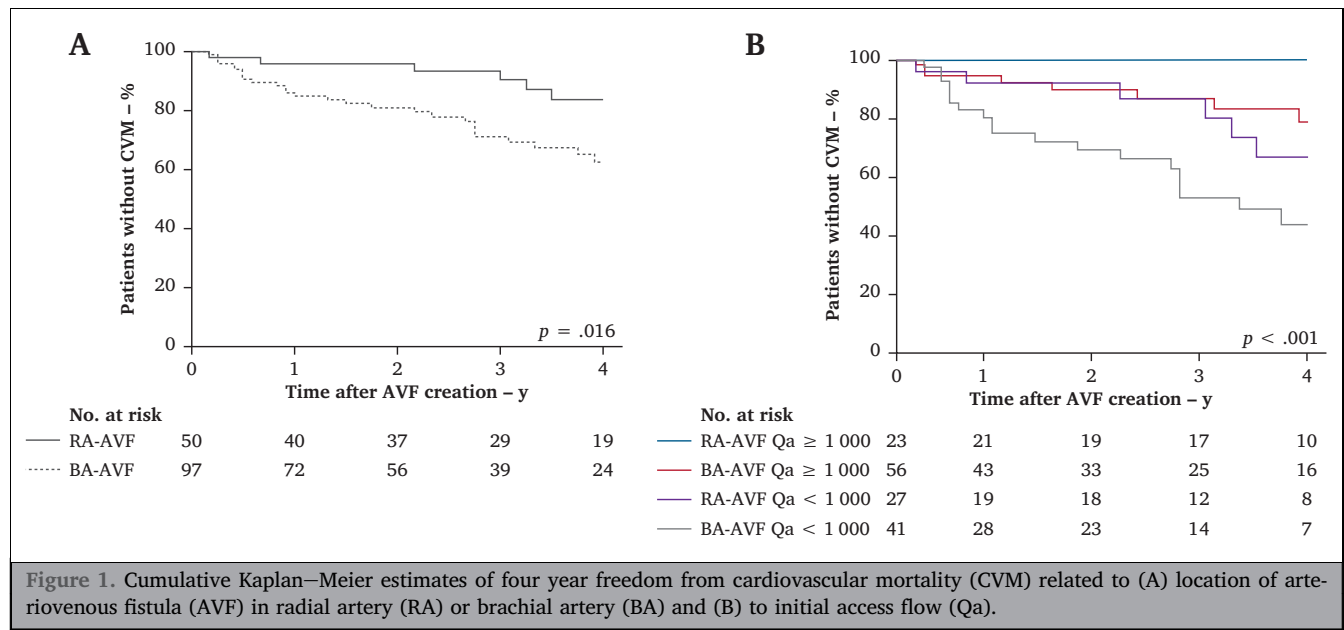 A
Patients without CVM – %
100
80
60
40
20
0
p = .016
0 1 2 3 4
Time after AVF creation – y
No. at risk
RA-AVF 50 40 37 29 19
BA-AVF 97 72 56 39 24
B
Patients without CVM – %
100
80
60
40
20
0
p < .001
0 1 2 3 4
Time after AVF creation – y
No. at risk
RA-AVF Qa ≥ 1 000 23 21 19 17 10
BA-AVF Qa ≥ 1 000 56 43 33 25 16
RA-AVF Qa < 1 000 27 19 18 12 8
BA-AVF Qa < 1 000 41 28 23 14 7
Figure 1. Cumulative Kaplan–Meier estimates of four year freedom from cardiovascular mortality (CVM) related to (A) location of arte-
riovenous fistula (AVF) in radial artery (RA) or brachial artery (BA) and (B) to initial access flow (Qa).